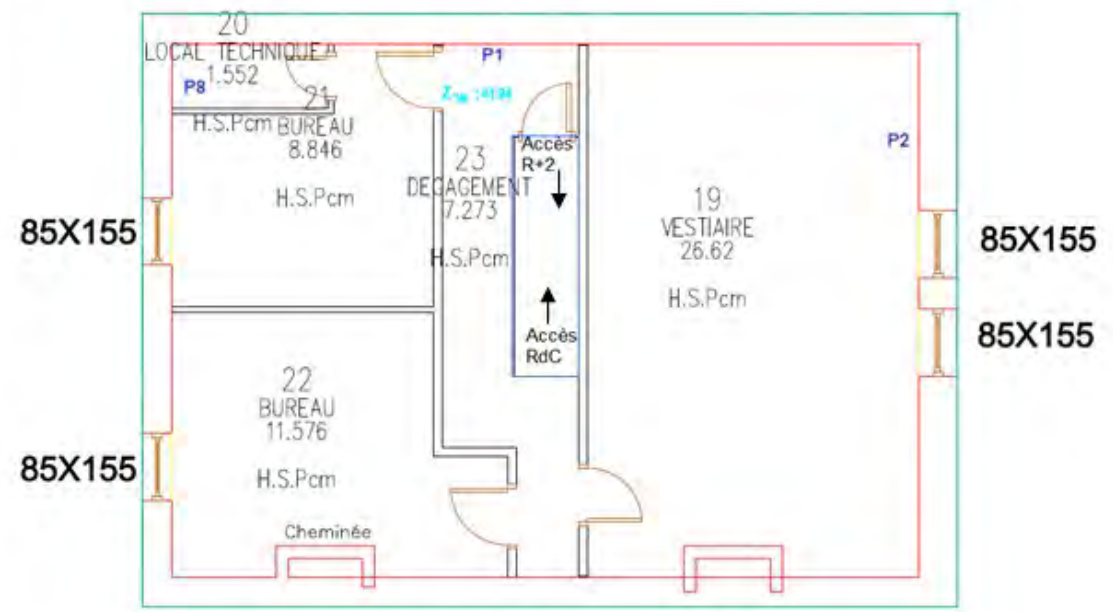 20
LOCAL TECHNIQUE
1.552
P8
P1
21
H.S.Pcm
BUREAU
8.846
H.S.Pcm
23
DEGAGEMENT
7.273
H.S.Pcm
Accès
R+2
Accès
RdC
P2
19
VESTIAIRE
26.62
H.S.Pcm
85X155
85X155
85X155
85X155
22
BUREAU
11.576
H.S.Pcm
Cheminée